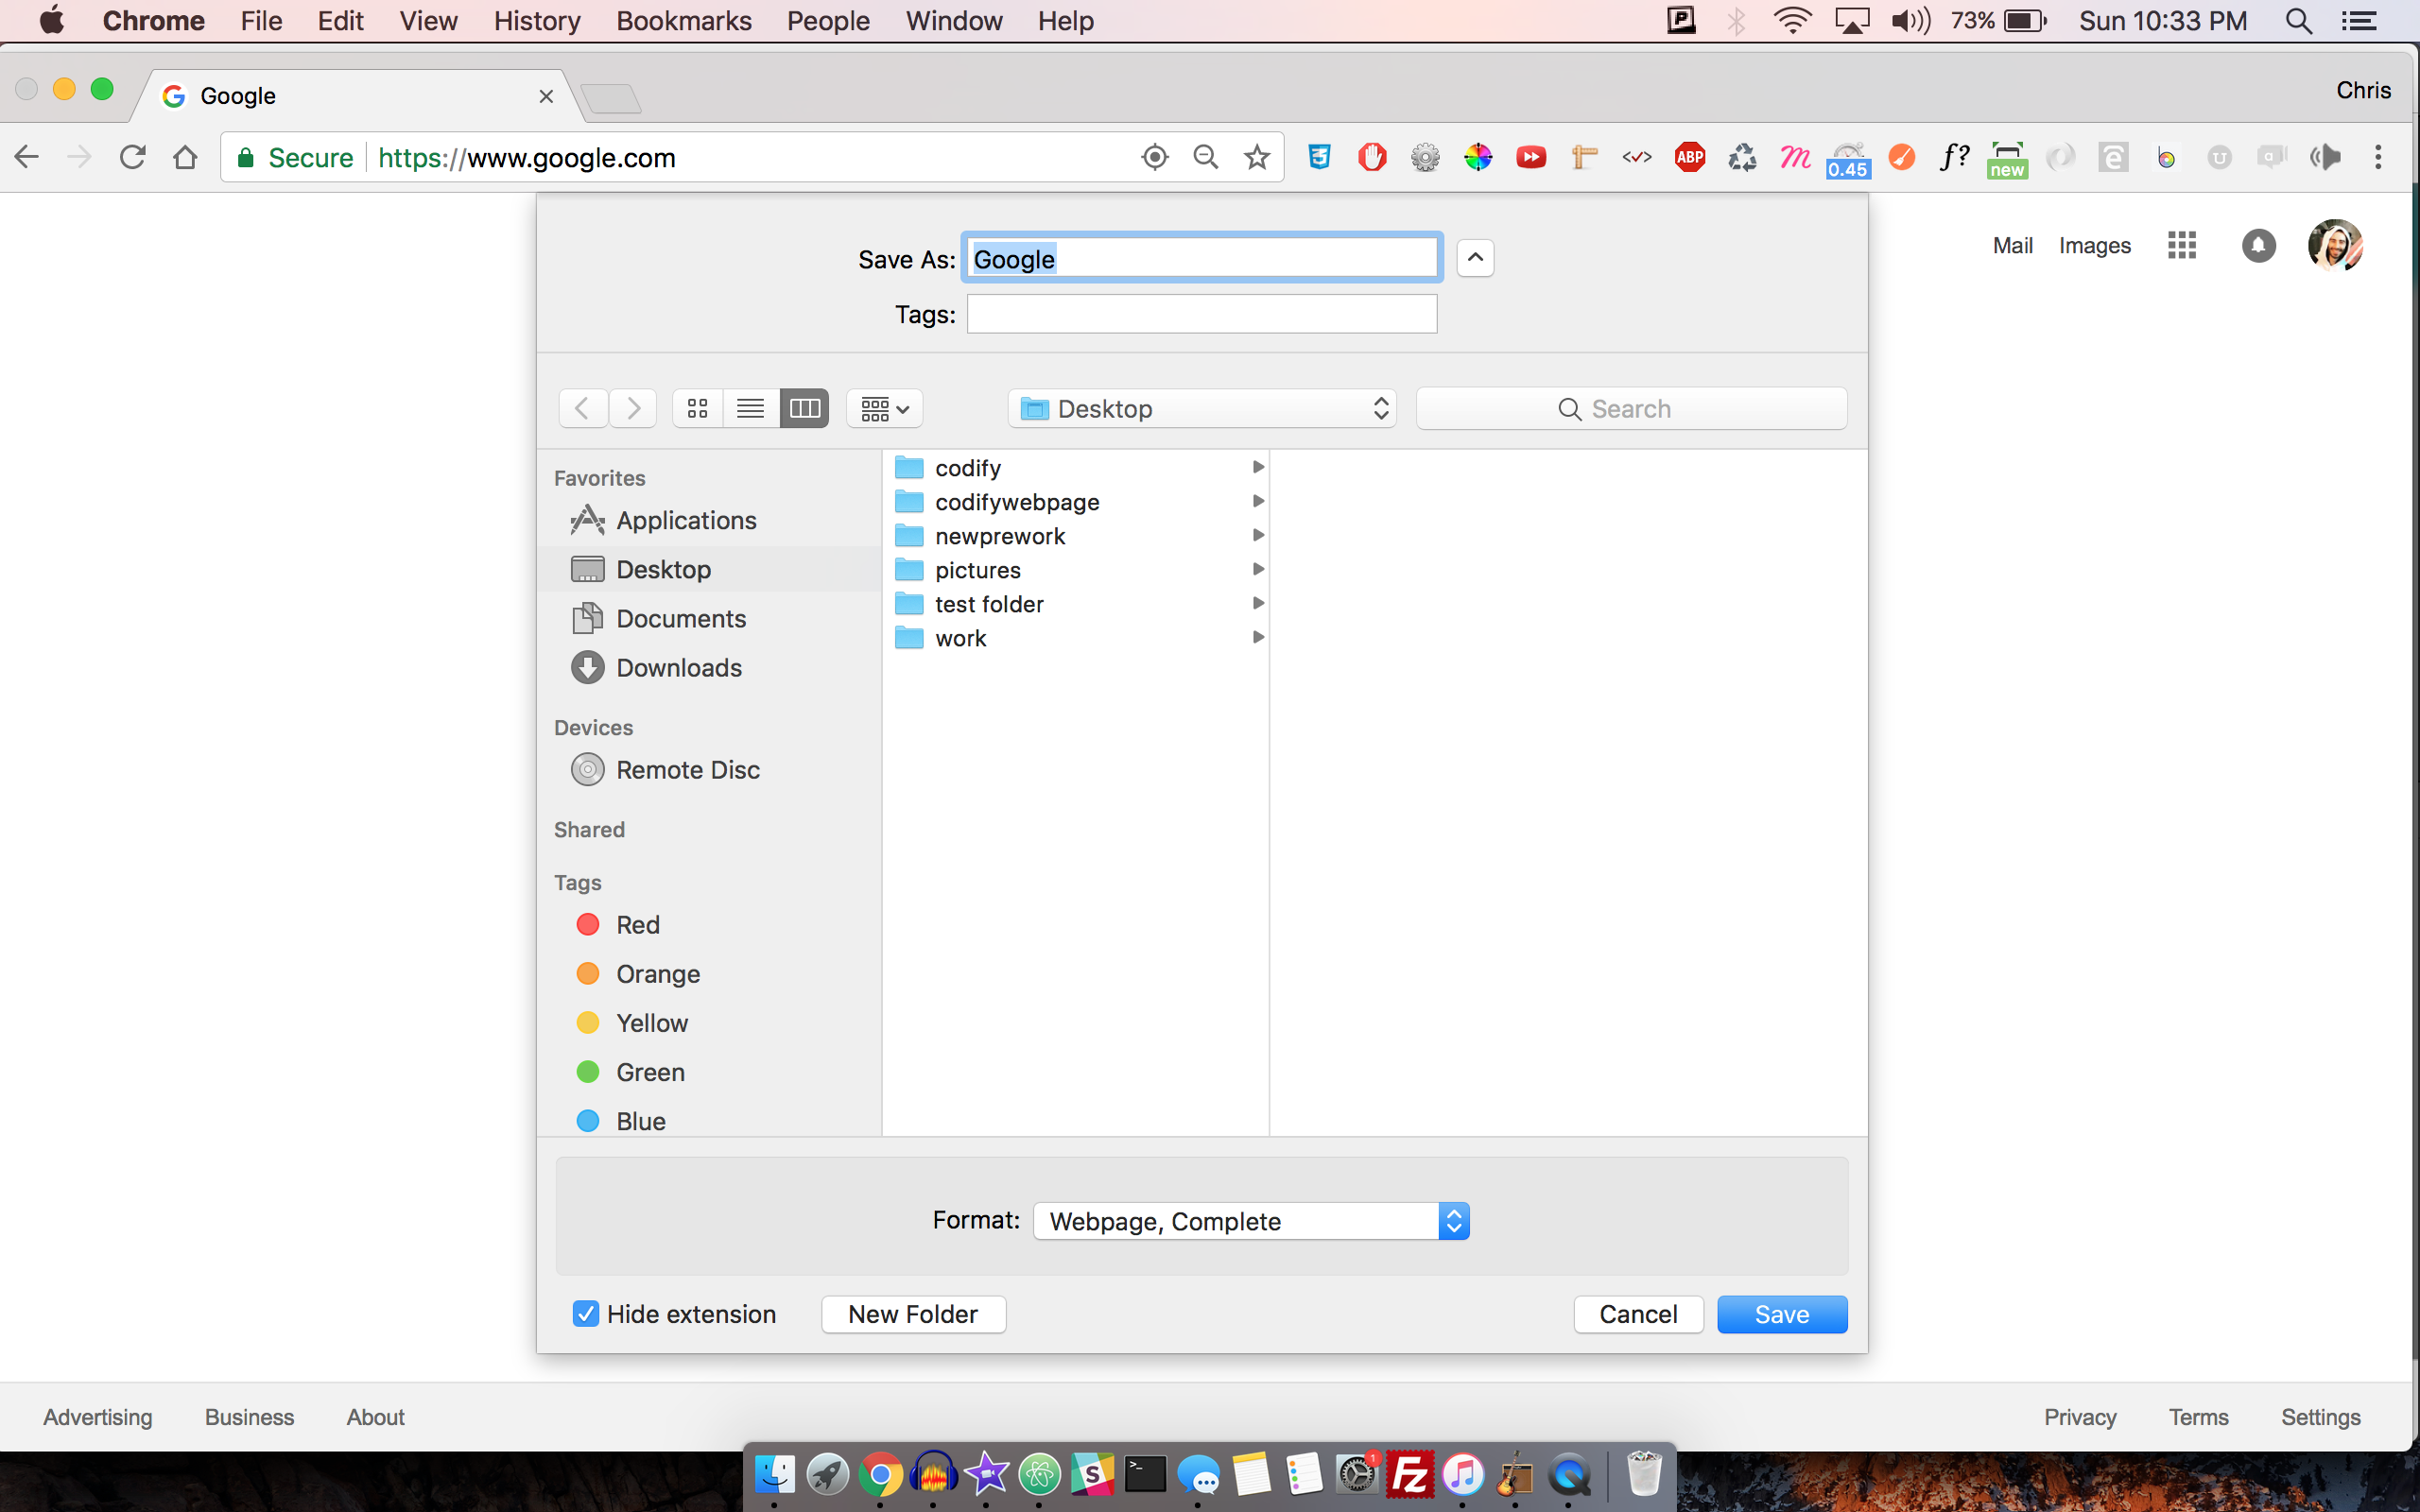 Chrome File Edit View History Bookmarks People Window Help P 73% Sun 10:33 PM
Google Chris
Secure https://www.google.com ABP m 0.45 f? new e b U a
Mail Images
Save As: Google
Tags:
Desktop Search
Favorites
Applications
Desktop
Documents
Downloads
Devices
Remote Disc
Shared
Tags
Red
Orange
Yellow
Green
Blue
codify
codifywebpage
newprework
pictures
test folder
work
Format: Webpage, Complete
Hide extension New Folder Cancel Save
Advertising Business About Privacy Terms Settings
S >_ 1 FZ